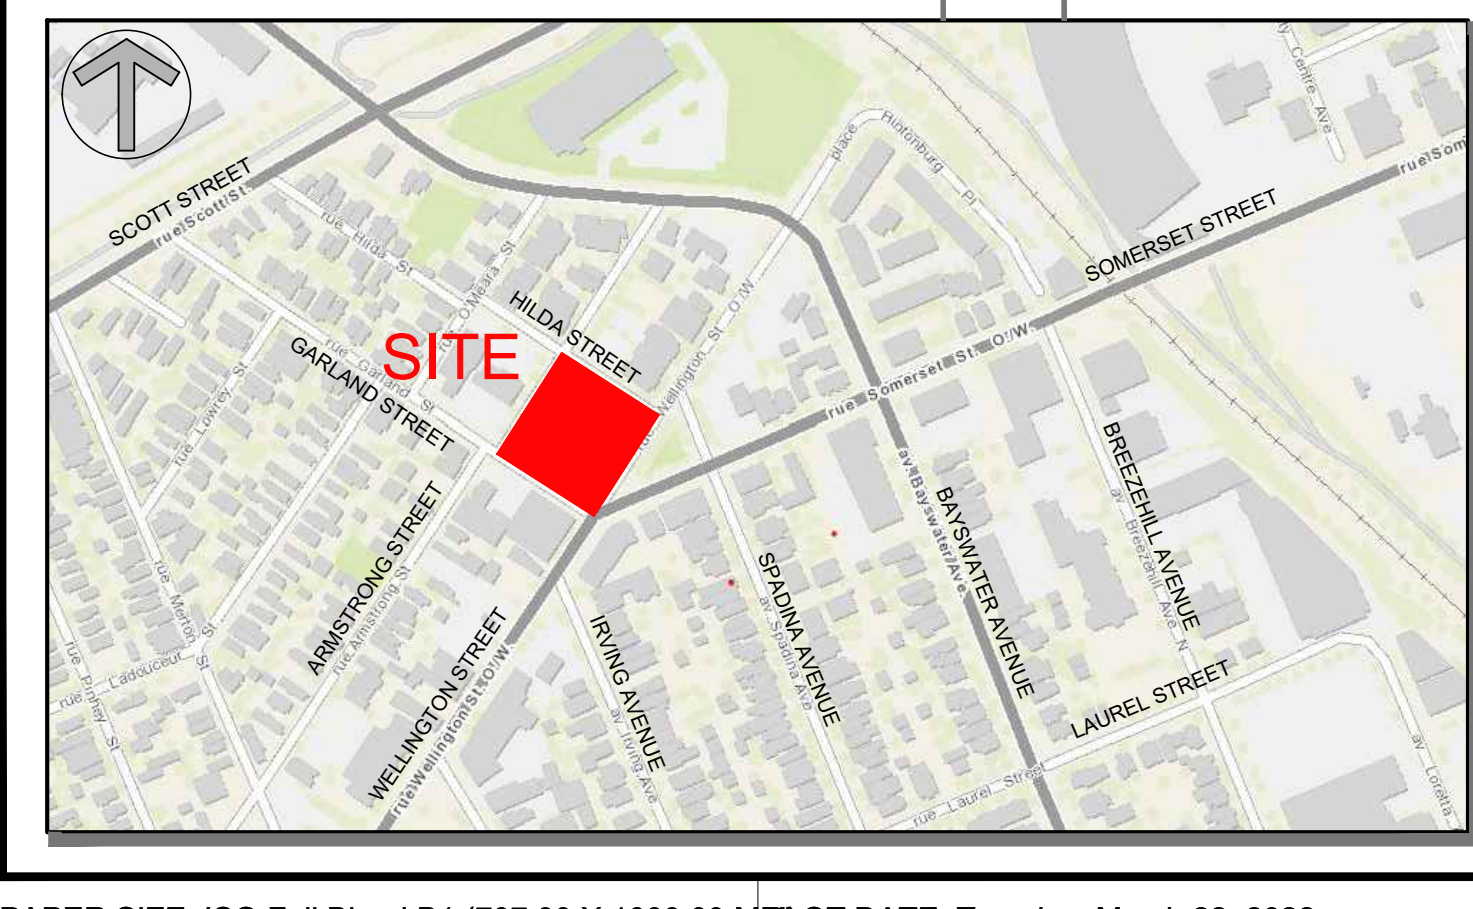 SCOTT STREET
rue Scott St.
rue Hilda St
rue O'Meara St
HILDA STREET
SITE
GARLAND STREET
rue Garland St
rue Lowrey St
place Hintonburg Pl
Centre Ave
SOMERSET STREET
rue Som
Wellington St O/W
rue Somerset St. O/W.
ARMSTRONG STREET
rue Armstrong St
rue Merton St
rue Ladouceur St
rue Pinhey St
WELLINGTON STREET
rue Wellington St. O/W
IRVING AVENUE
av Irving Ave
SPADINA AVENUE
av Spadina Ave
BAYSWATER AVENUE
av. Bayswater Ave.
BREEZEHILL AVENUE
av Breezehill Ave N
LAUREL STREET
rue Laurel Street
av Loretta